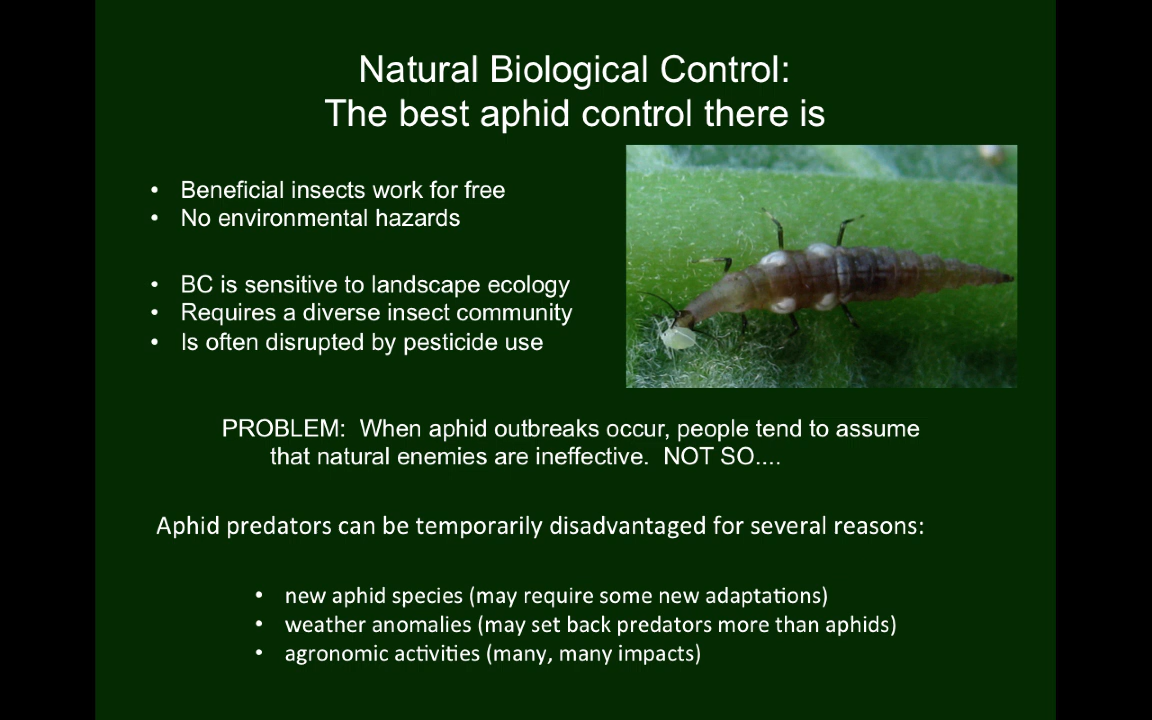 Natural Biological Control:
The best aphid control there is
• Beneficial insects work for free
• No environmental hazards
• BC is sensitive to landscape ecology
• Requires a diverse insect community
• Is often disrupted by pesticide use
PROBLEM:  When aphid outbreaks occur, people tend to assume
that natural enemies are ineffective.  NOT SO....
Aphid predators can be temporarily disadvantaged for several reasons:
• new aphid species (may require some new adaptations)
• weather anomalies (may set back predators more than aphids)
• agronomic activities (many, many impacts)